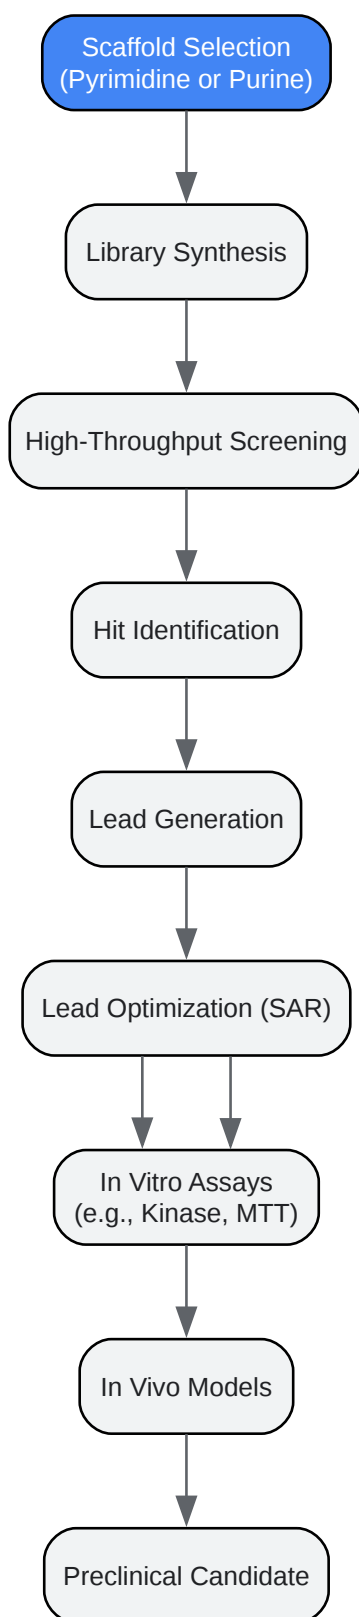 Scaffold Selection
(Pyrimidine or Purine)
Library Synthesis
High-Throughput Screening
Hit Identification
Lead Generation
Lead Optimization (SAR)
In Vitro Assays
(e.g., Kinase, MTT)
In Vivo Models
Preclinical Candidate